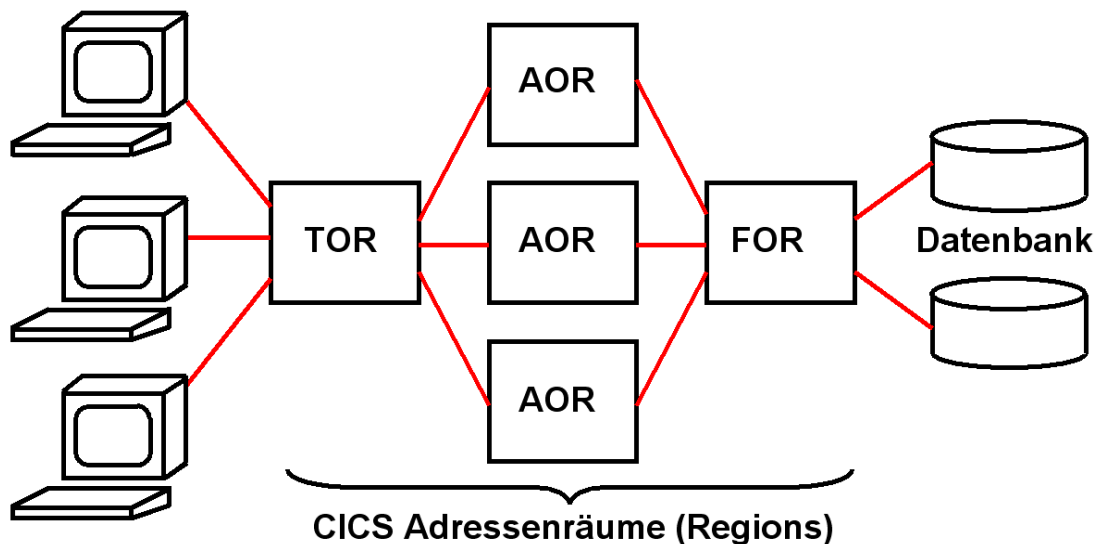 AOR
TOR
AOR
FOR
Datenbank
AOR
CICS Adressenräume (Regions)